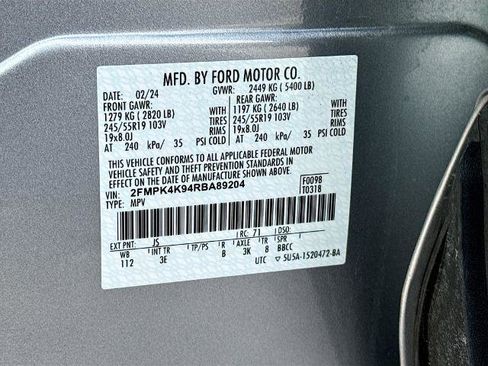 MFD. BY FORD MOTOR CO.
DATE: 02/24 GVWR: 2449 KG ( 5400 LB)
FRONT GAWR: REAR GAWR:
1279 KG ( 2820 LB) WITH 1197 KG ( 2640 LB) WITH
245/55R19 103V TIRES 245/55R19 103V TIRES
19x8.0J RIMS 19x8.0J RIMS
AT 240 kPa/ 35 PSI COLD AT 240 kPa/ 35 PSI COLD
THIS VEHICLE CONFORMS TO ALL APPLICABLE FEDERAL MOTOR
VEHICLE SAFETY AND THEFT PREVENTION STANDARDS IN
EFFECT ON THE DATE OF MANUFACTURE SHOWN ABOVE.
VIN: 2FMPK4K94RBA89204 F0098
TYPE: MPV T0318
EXT PNT: JS RC: 71 DSO:
WB INT TR TP/PS R AXLE TR SPR
112 3E B 3K 8 BBCC
UTC ▽ 5U5A-1520472-BA